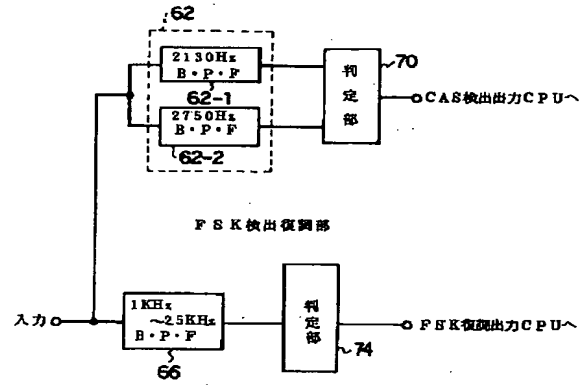 62
2130Hz
B・P・F
62-1
2750Hz
B・P・F
62-2
判定部
70
CAS検出出力CPUへ
FSK検出復調部
入力
1KHz
〜25KHz
B・P・F
66
判定部
74
FSK復調出力CPUへ